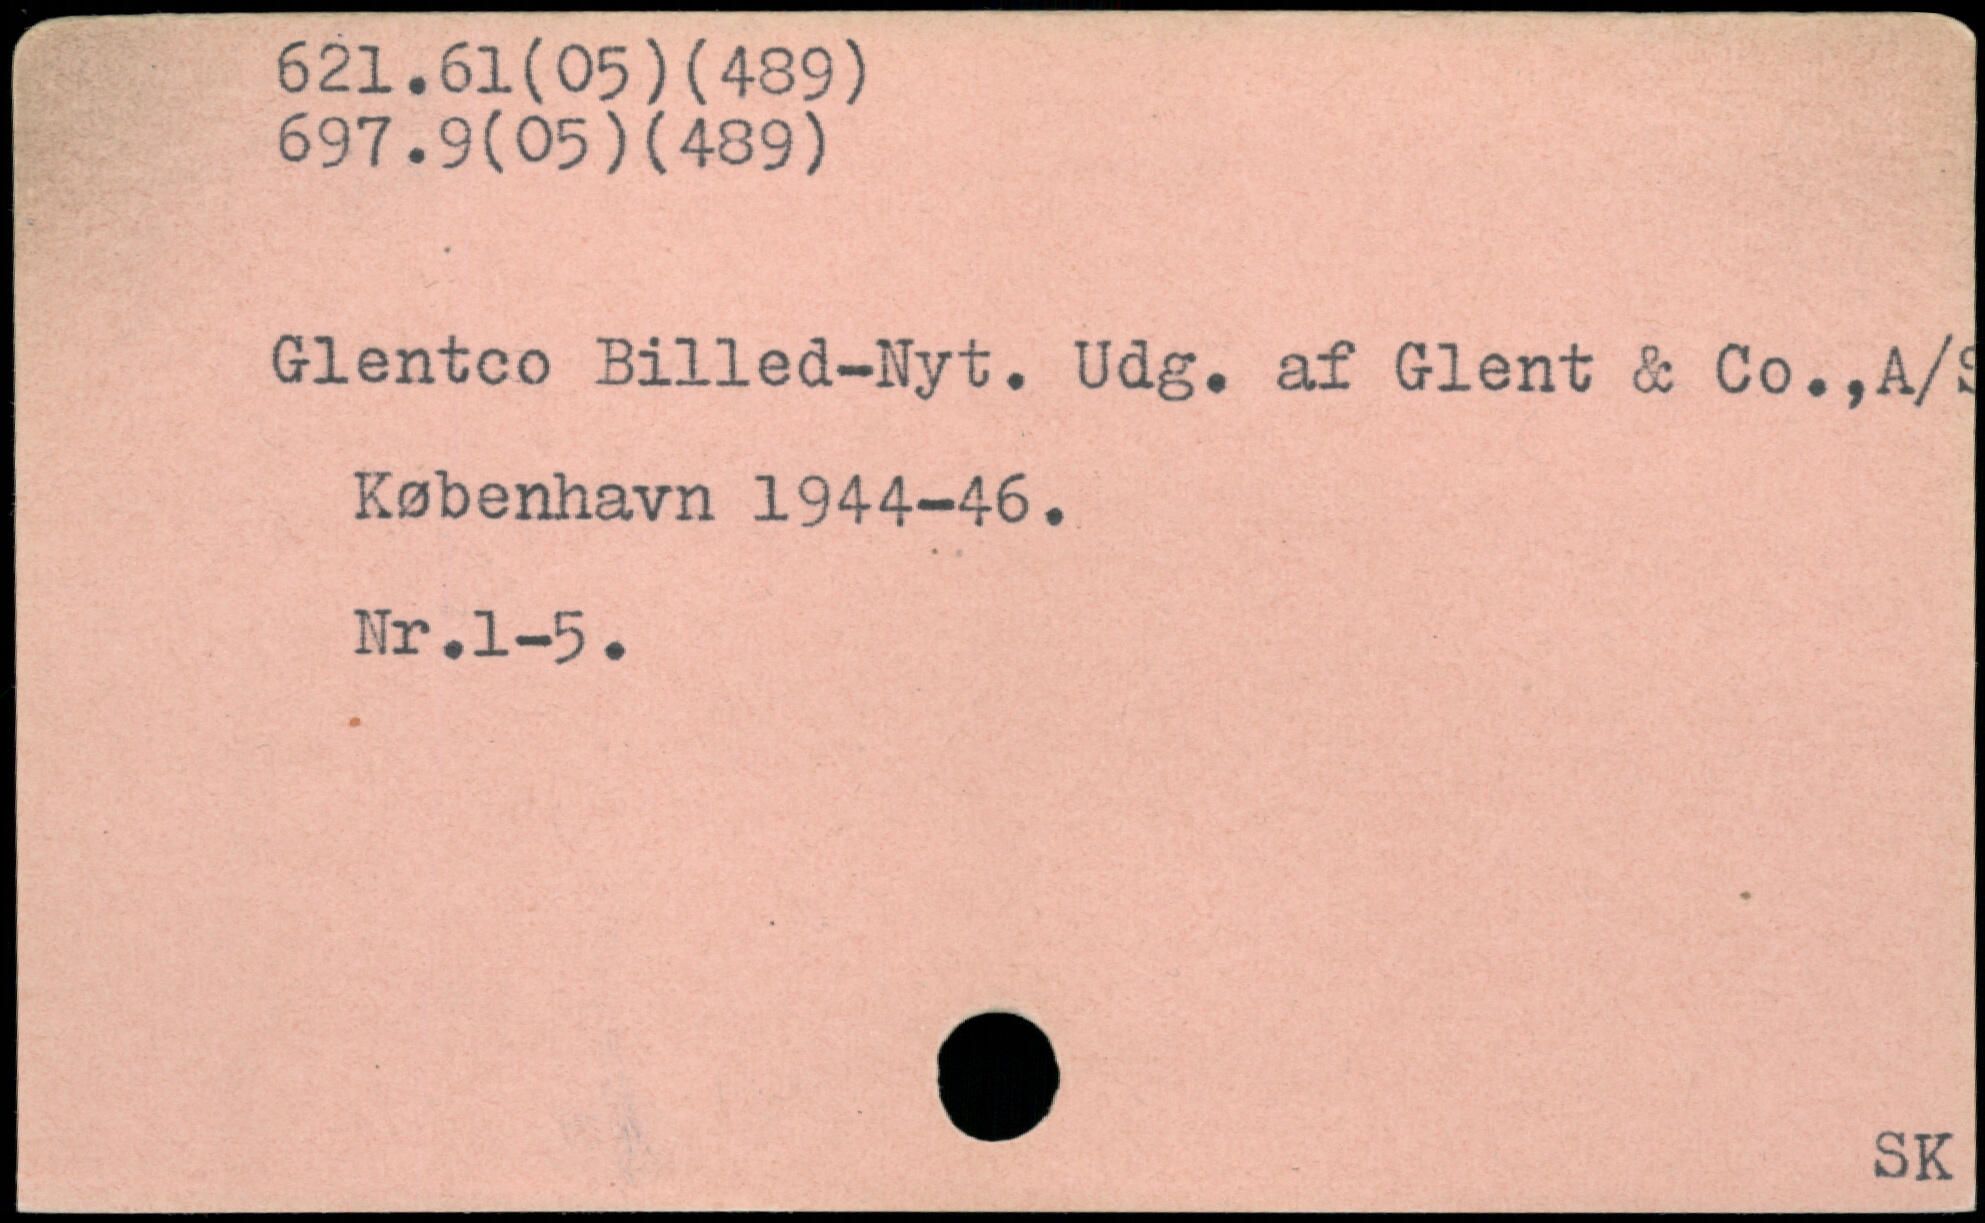 621.61(05)(489)
697.9(05)(489)
Glentco Billed-Nyt. Udg. af Glent & Co.,A/S
København 1944-46.
Nr.1-5.
SK